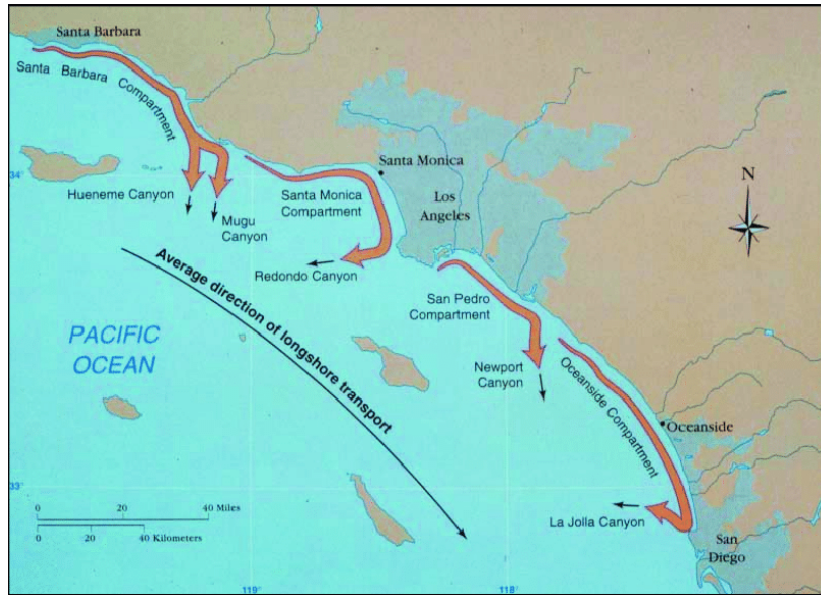 Santa Barbara
Santa Barbara Compartment
34°
Hueneme Canyon
Mugu
Canyon
Santa Monica
Compartment
Santa Monica
Los
Angeles
N
Redondo Canyon
Average direction of longshore transport
San Pedro
Compartment
PACIFIC
OCEAN
Newport
Canyon
Oceanside Compartment
Oceanside
33°
0 20 40 Miles
0 20 40 Kilometers
La Jolla Canyon
San
Diego
119°
118°